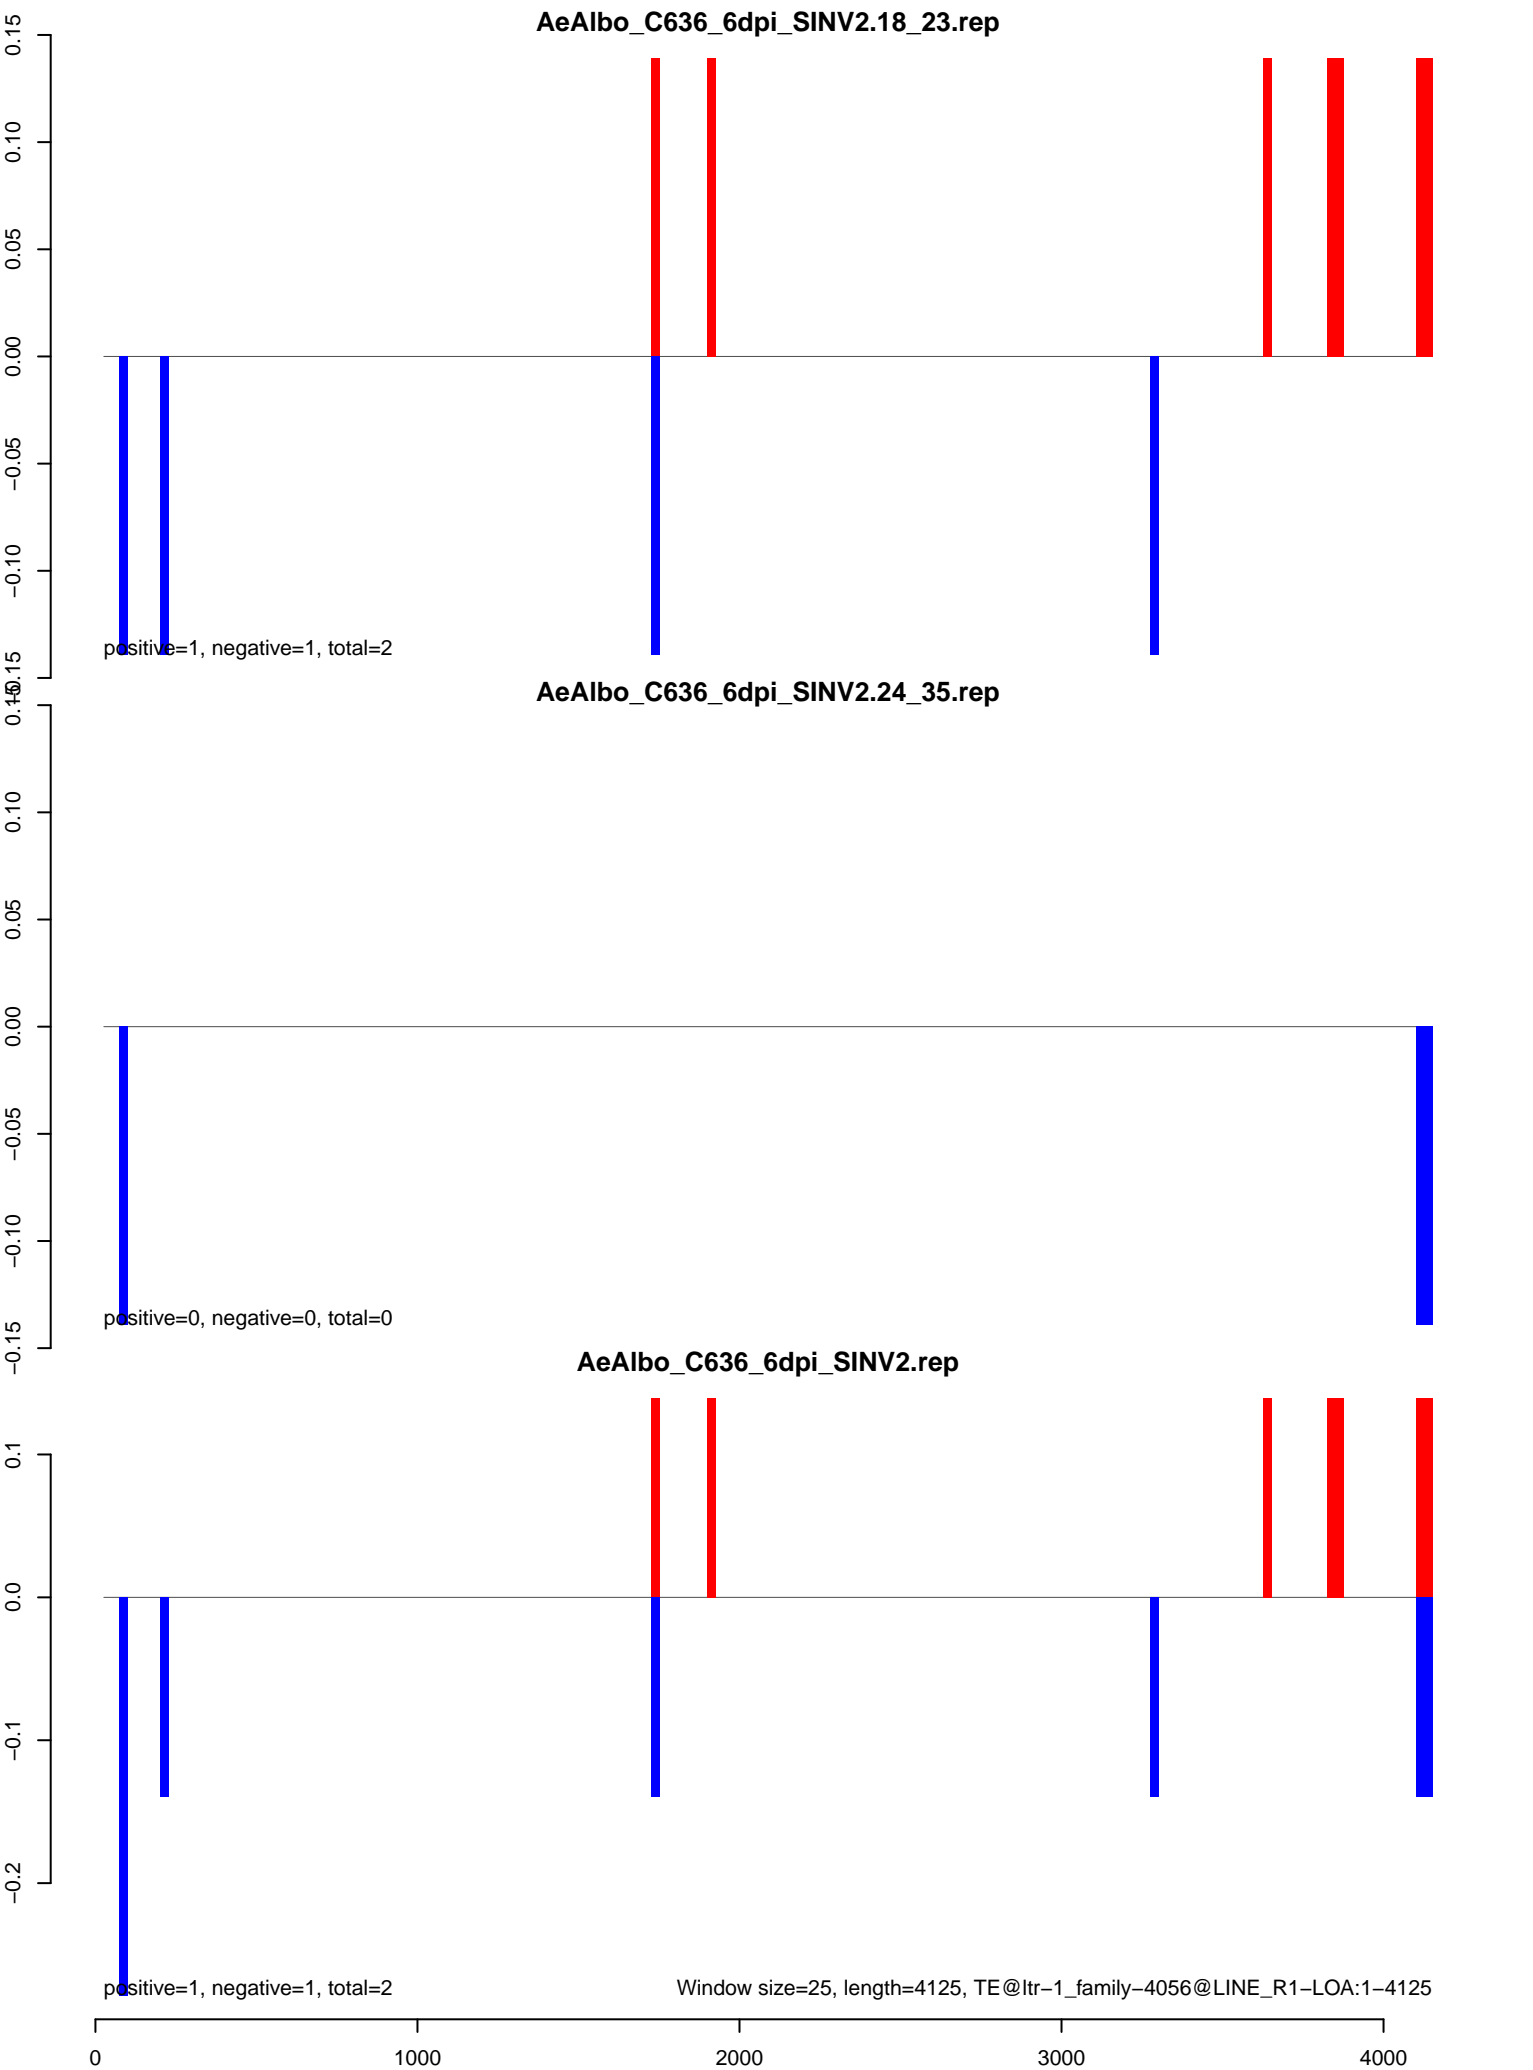 AeAlbo_C636_6dpi_SINV2.18_23.rep
0.15
0.10
0.05
0.00
−0.05
−0.10
−0.15
positive=1, negative=1, total=2
AeAlbo_C636_6dpi_SINV2.24_35.rep
0.15
0.10
0.05
0.00
−0.05
−0.10
−0.15
positive=0, negative=0, total=0
AeAlbo_C636_6dpi_SINV2.rep
0.1
0.0
−0.1
−0.2
positive=1, negative=1, total=2
Window size=25, length=4125, TE@ltr−1_family−4056@LINE_R1−LOA:1−4125
0 1000 2000 3000 4000